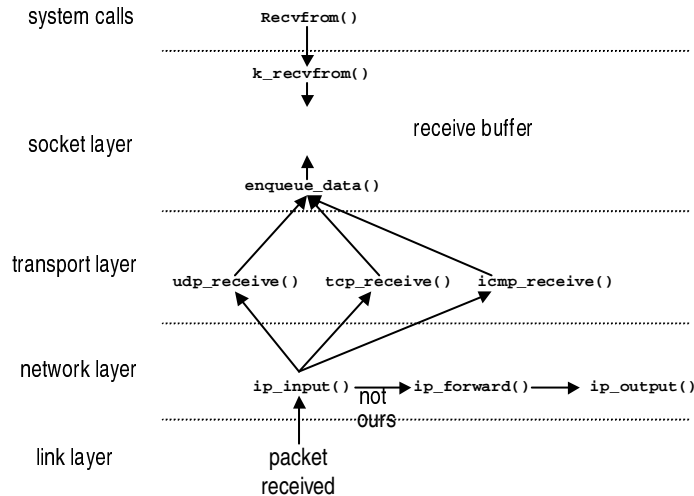 system calls
Recvfrom()
k_recvfrom()
receive buffer
socket layer
enqueue_data()
transport layer
udp_receive()
tcp_receive()
icmp_receive()
network layer
ip_input()
not
ours
ip_forward()
ip_output()
link layer
packet
received